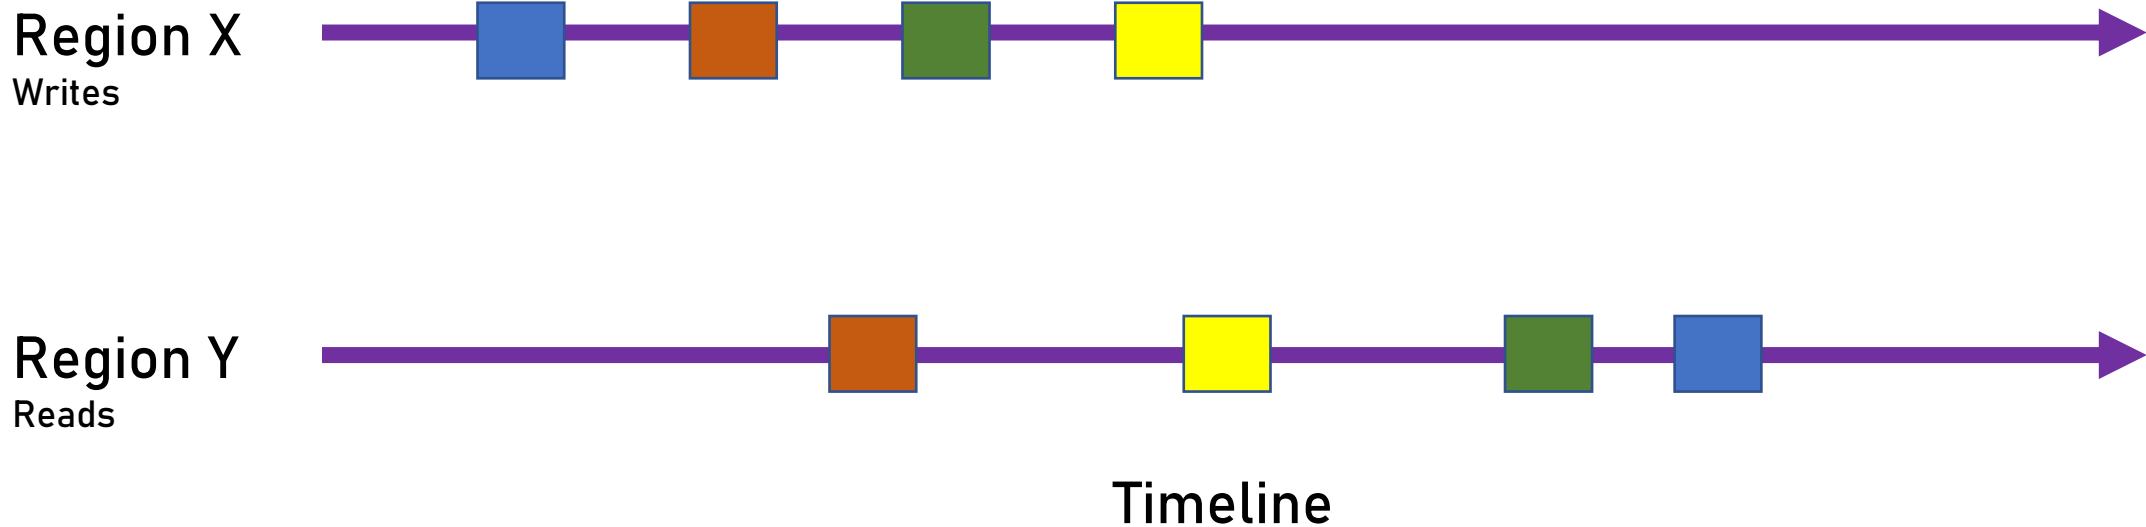 Region X
Writes
Region Y
Reads
Timeline